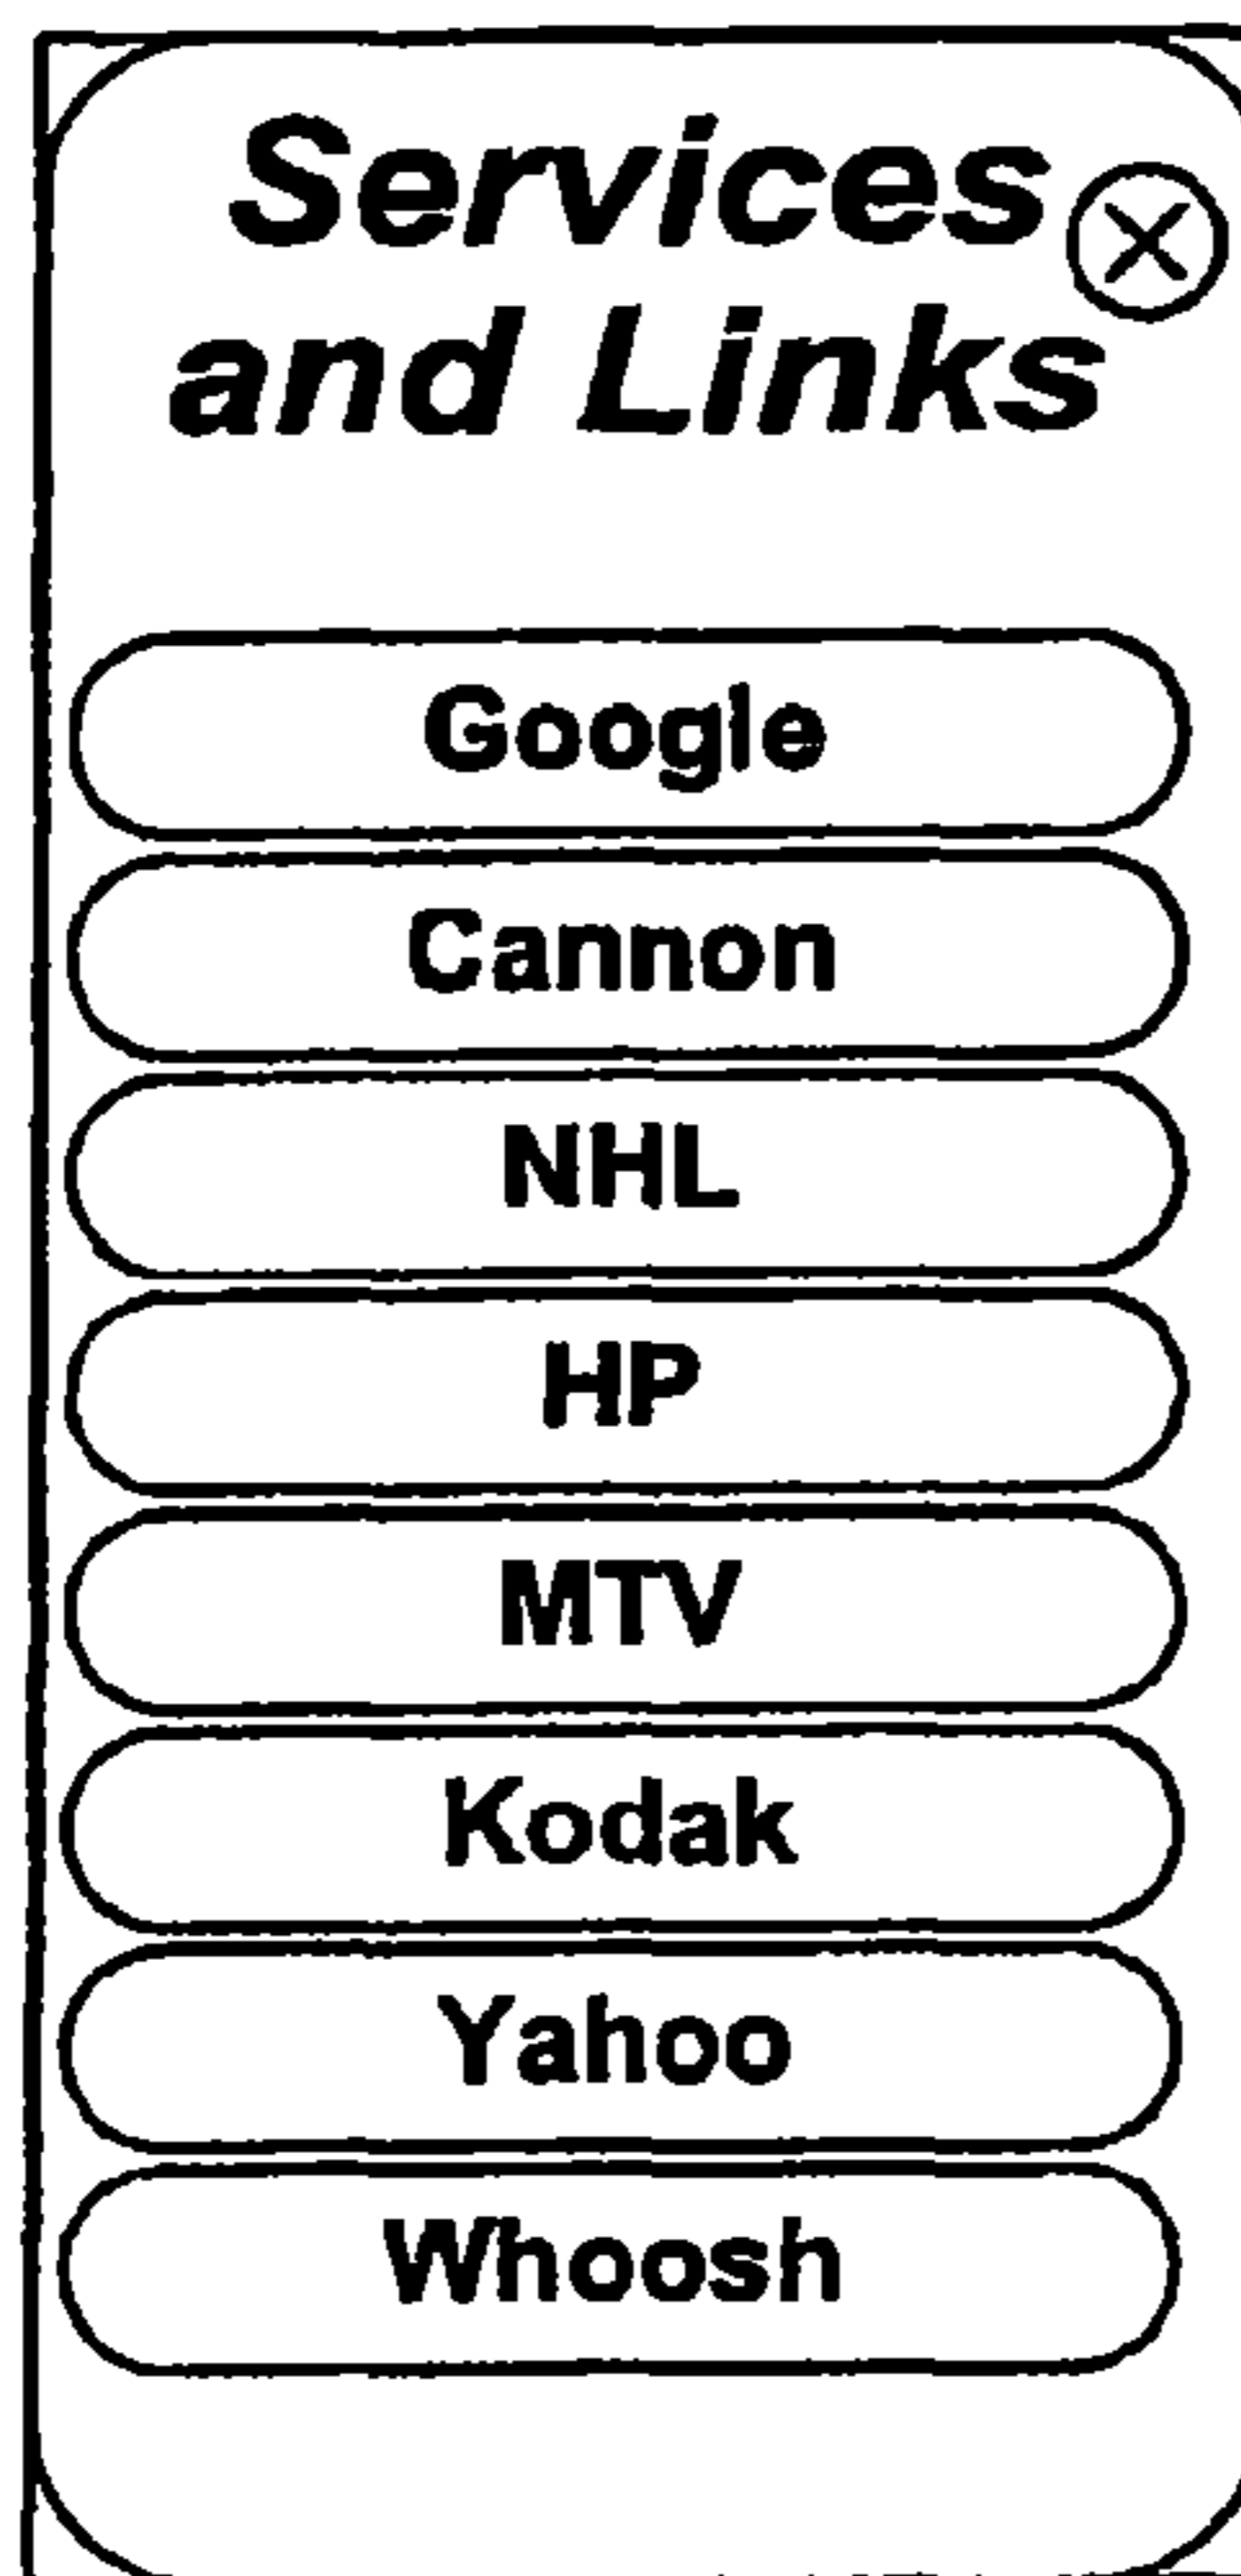 Services
and Links
Google
Cannon
NHL
HP
MTV
Kodak
Yahoo
Whoosh